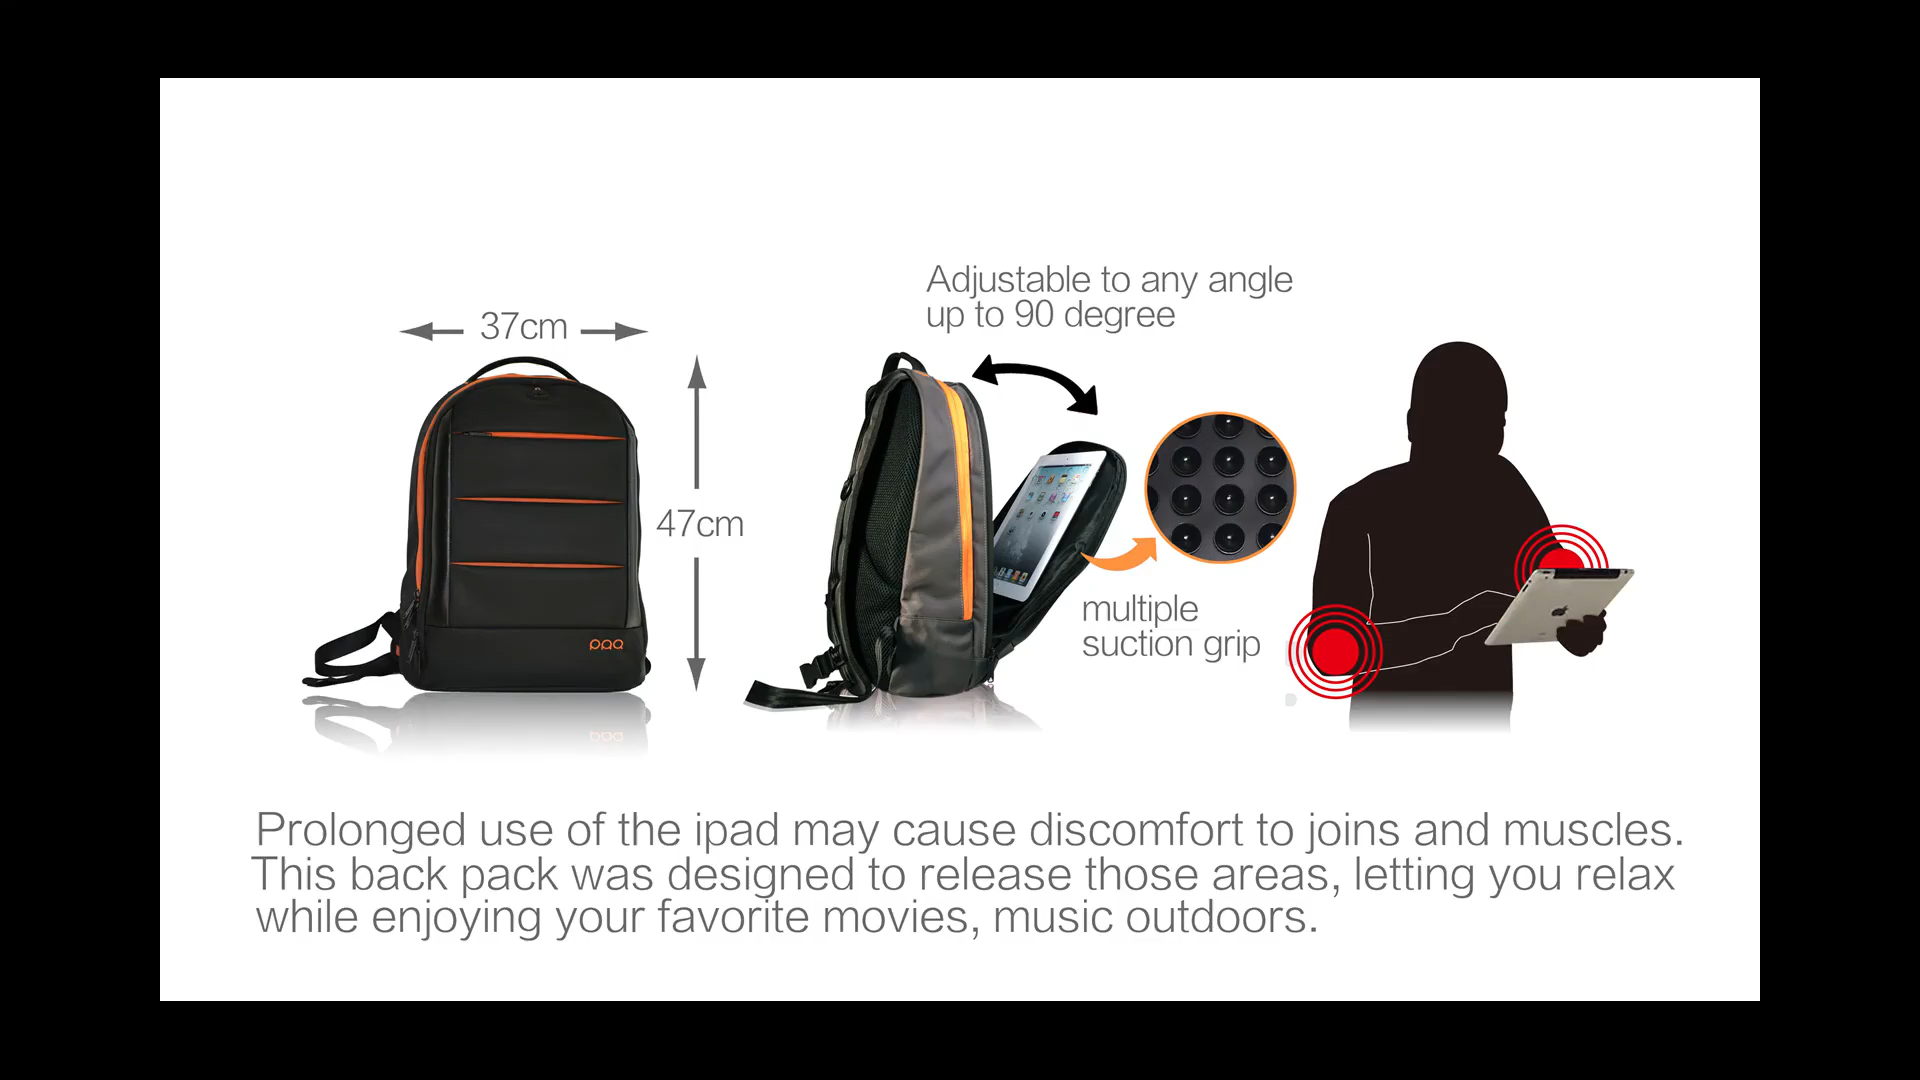 37cm
47cm
paq
Adjustable to any angle
up to 90 degree
multiple
suction grip
Prolonged use of the ipad may cause discomfort to joins and muscles.
This back pack was designed to release those areas, letting you relax
while enjoying your favorite movies, music outdoors.